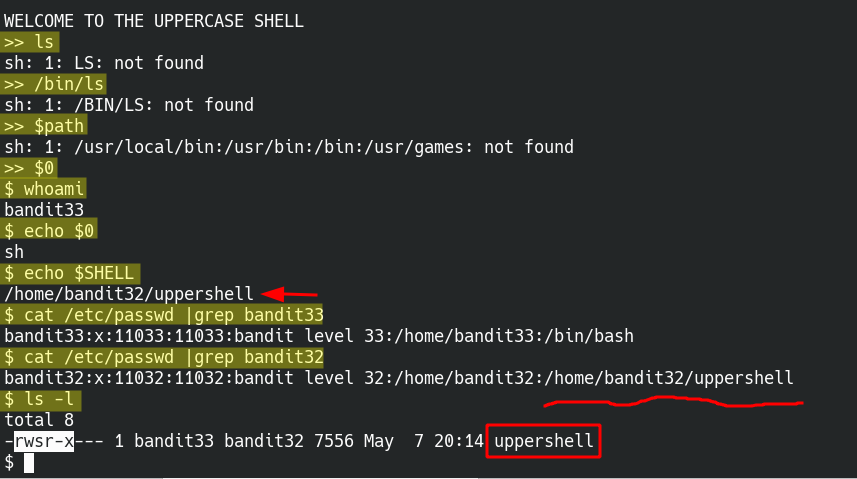 WELCOME TO THE UPPERCASE SHELL
>> ls
sh: 1: LS: not found
>> /bin/ls
sh: 1: /BIN/LS: not found
>> $path
sh: 1: /usr/local/bin:/usr/bin:/bin:/usr/games: not found
>> $0
$ whoami
bandit33
$ echo $0
sh
$ echo $SHELL
/home/bandit32/uppershell
$ cat /etc/passwd |grep bandit33
bandit33:x:11033:11033:bandit level 33:/home/bandit33:/bin/bash
$ cat /etc/passwd |grep bandit32
bandit32:x:11032:11032:bandit level 32:/home/bandit32:/home/bandit32/uppershell
$ ls -l
total 8
-rwsr-x--- 1 bandit33 bandit32 7556 May  7 20:14 uppershell
$